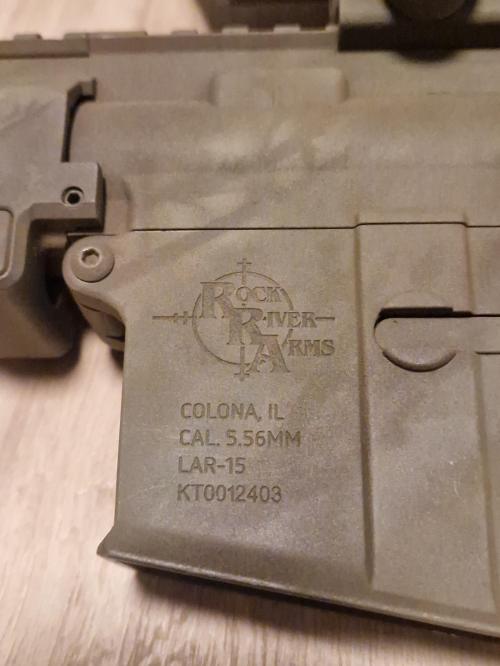 ROCK
RIVER
ARMS
COLONA, IL
CAL. 5.56MM
LAR-15
KT0012403